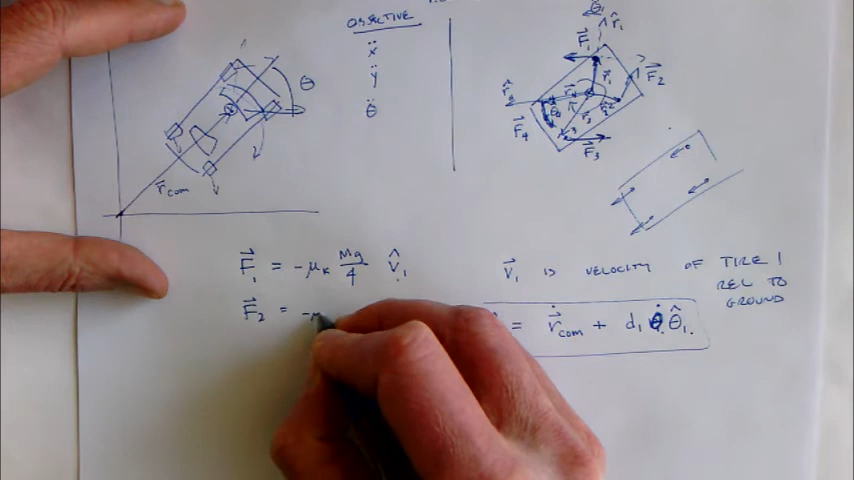 OBJECTIVE
ẍ
ÿ
θ̈
θ
r⃗com
F⃗1
r̂1
F⃗2
F⃗3
F⃗4
F⃗1 = -μk Mg/4 V̂1
V⃗1 IS VELOCITY OF TIRE 1
REL TO
GROUND
F⃗2 = -μ
= r⃗̇com + d1 θ̇ θ̂1.